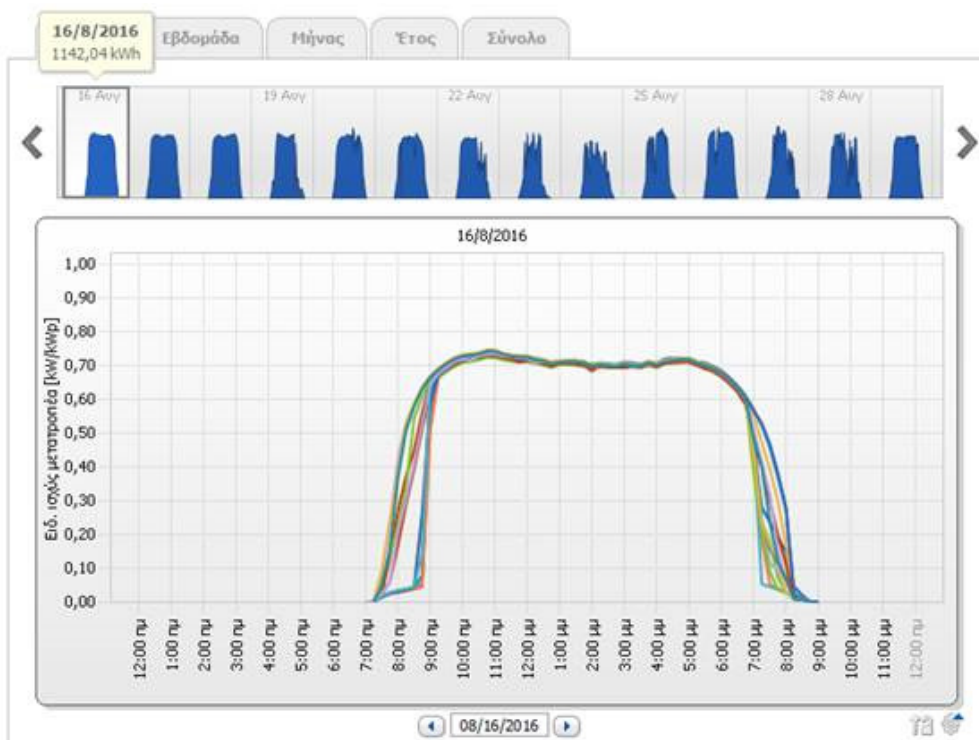 16/8/2016
1142,04 kWh
Εβδομάδα
Μήνας
Έτος
Σύνολο
16 Αυγ
19 Αυγ
22 Αυγ
25 Αυγ
28 Αυγ
16/8/2016
Ειδ. ισχύς μετατροπέα [kW/kWp]
1,00
0,90
0,80
0,70
0,60
0,50
0,40
0,30
0,20
0,10
0,00
12:00 πμ
1:00 πμ
2:00 πμ
3:00 πμ
4:00 πμ
5:00 πμ
6:00 πμ
7:00 πμ
8:00 πμ
9:00 πμ
10:00 πμ
11:00 πμ
12:00 μμ
1:00 μμ
2:00 μμ
3:00 μμ
4:00 μμ
5:00 μμ
6:00 μμ
7:00 μμ
8:00 μμ
9:00 μμ
10:00 μμ
11:00 μμ
12:00 πμ
08/16/2016